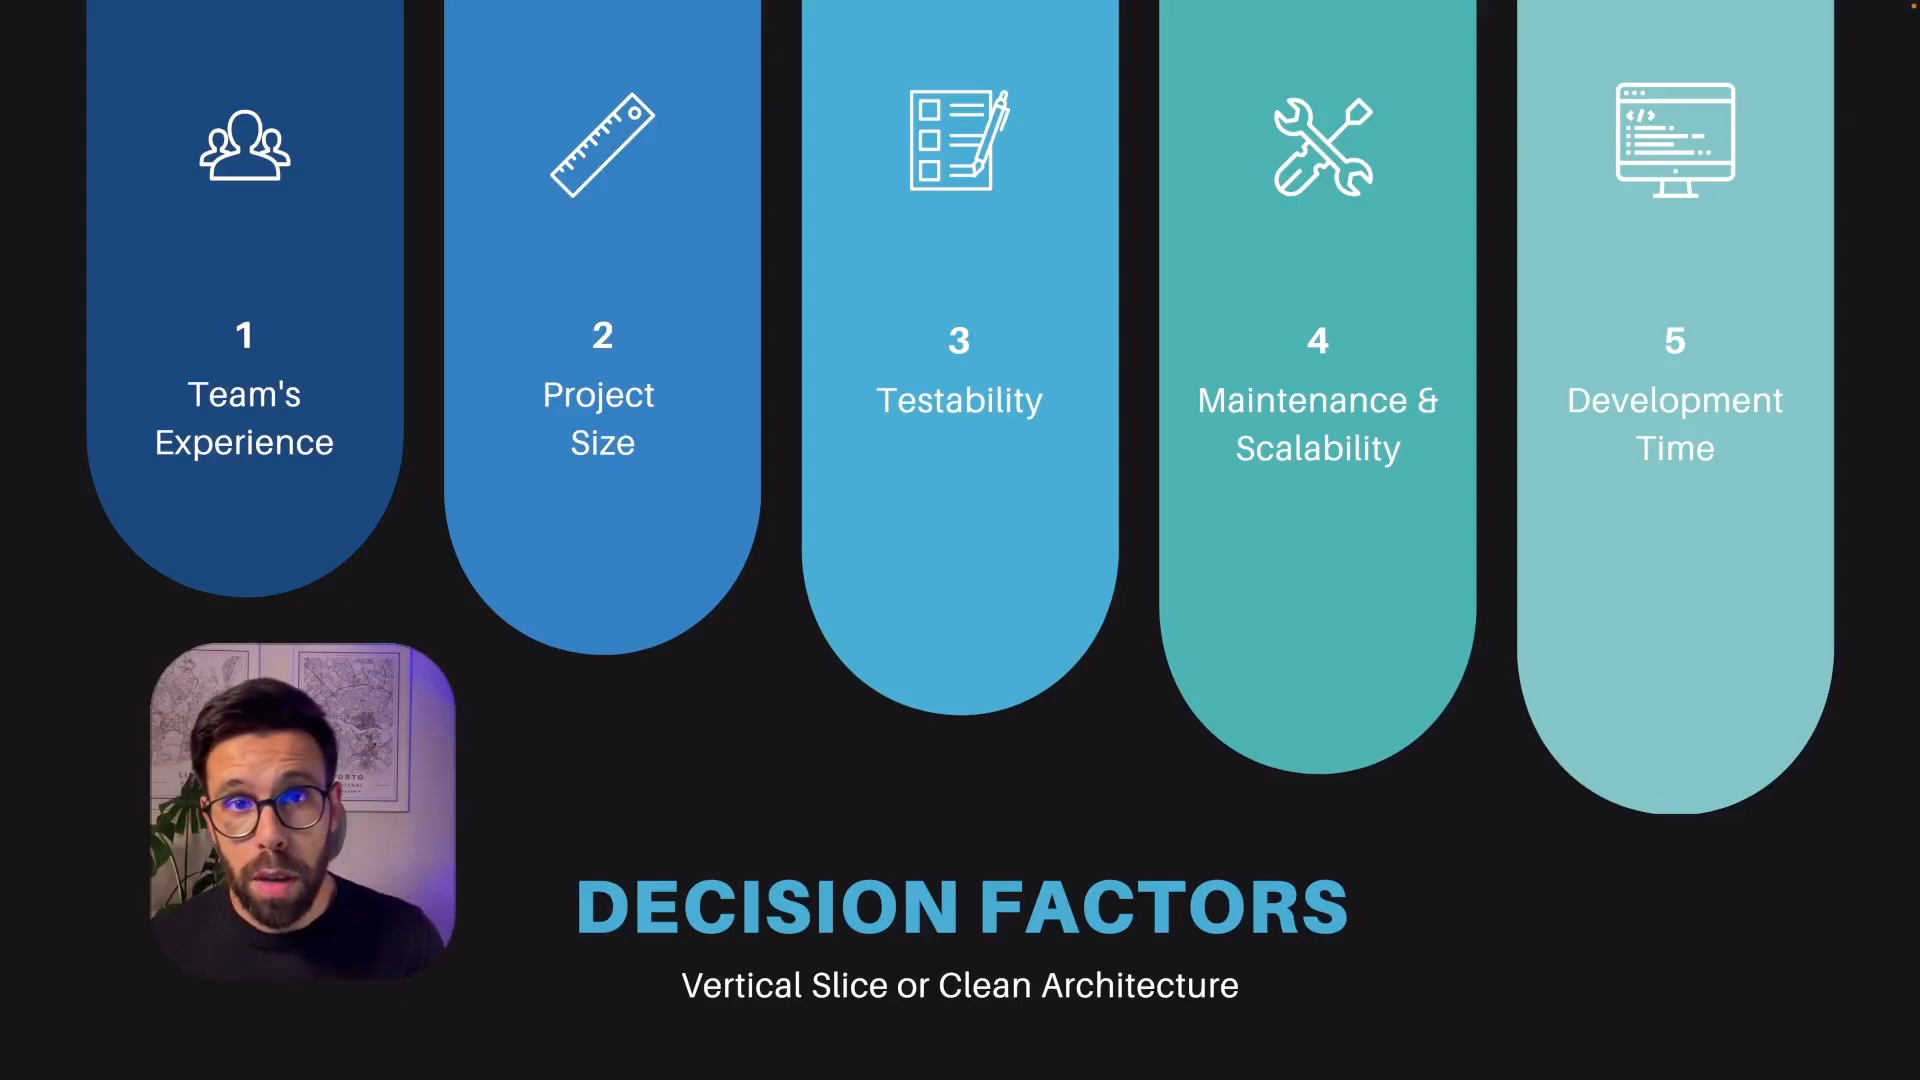 1
Team's
Experience
2
Project
Size
3
Testability
4
Maintenance &
Scalability
5
Development
Time
</>
PORTO
DECISION FACTORS
Vertical Slice or Clean Architecture